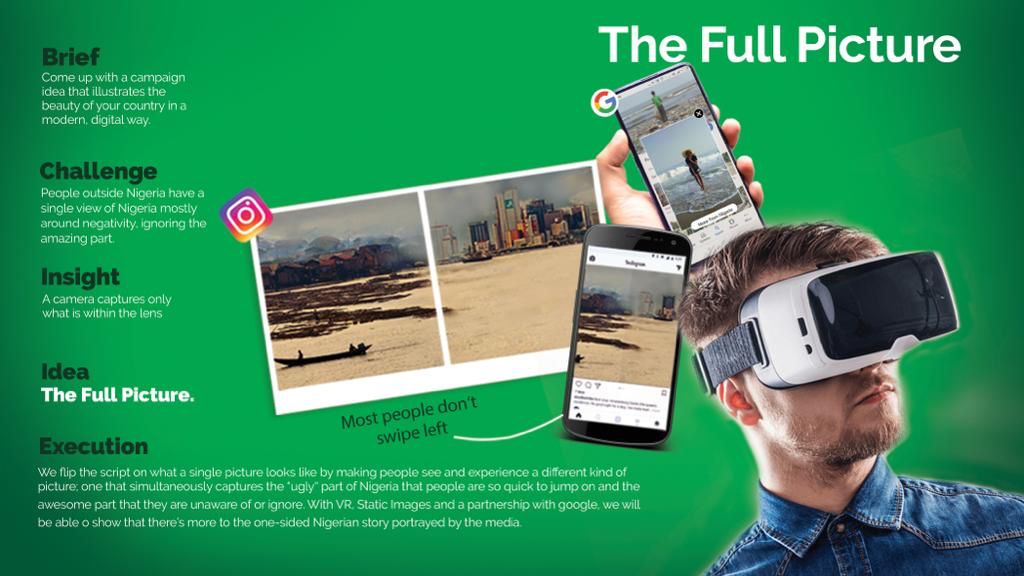 The Full Picture
Brief
Come up with a campaign
idea that illustrates the
beauty of your country in a
modern, digital way.
Challenge
People outside Nigeria have a
single view of Nigeria mostly
around negativity, ignoring the
amazing part.
Insight
A camera captures only
what is within the lens
Idea
The Full Picture.
Execution
We flip the script on what a single picture looks like by making people see and experience a different kind of
picture; one that simultaneously captures the "ugly" part of Nigeria that people are so quick to jump on and the
awesome part that they are unaware of or ignore. With VR, Static Images and a partnership with google, we will
be able o show that there's more to the one-sided Nigerian story portrayed by the media.
Most people don't
swipe left
G
More from Nigeria
Instagram